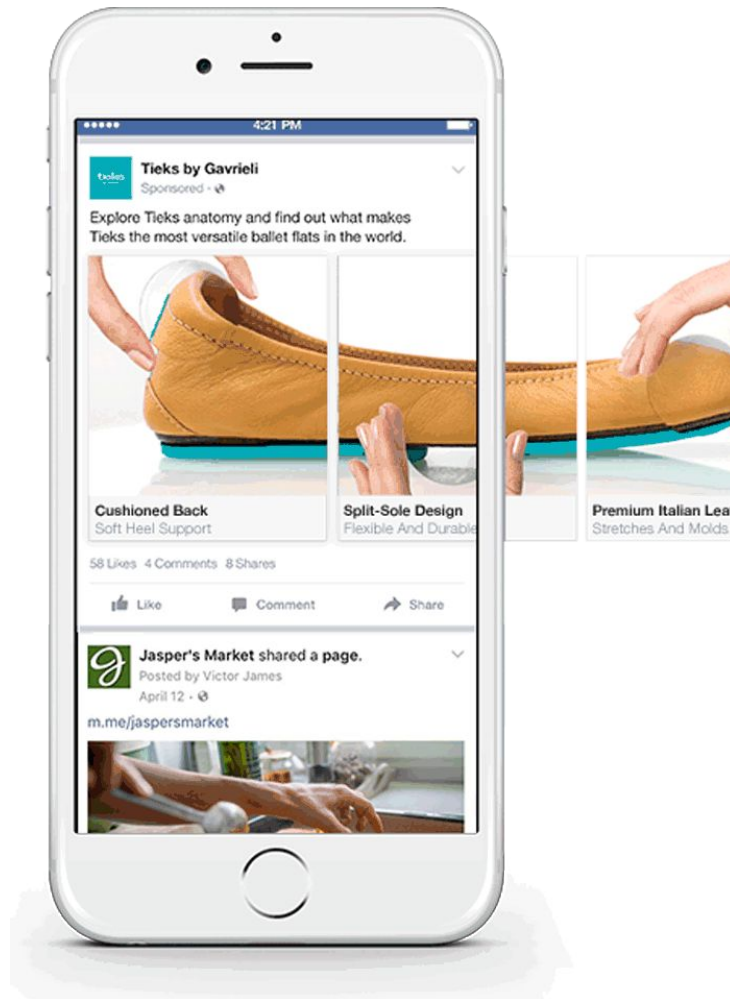 4:21 PM
tieks
Tieks by Gavrieli
Sponsored ·
Explore Tieks anatomy and find out what makes
Tieks the most versatile ballet flats in the world.
Cushioned Back
Soft Heel Support
Split-Sole Design
Flexible And Durable
Premium Italian Lea
Stretches And Molds
58 Likes 4 Comments 8 Shares
Like Comment Share
Jasper's Market shared a page.
Posted by Victor James
April 12 ·
m.me/jaspersmarket